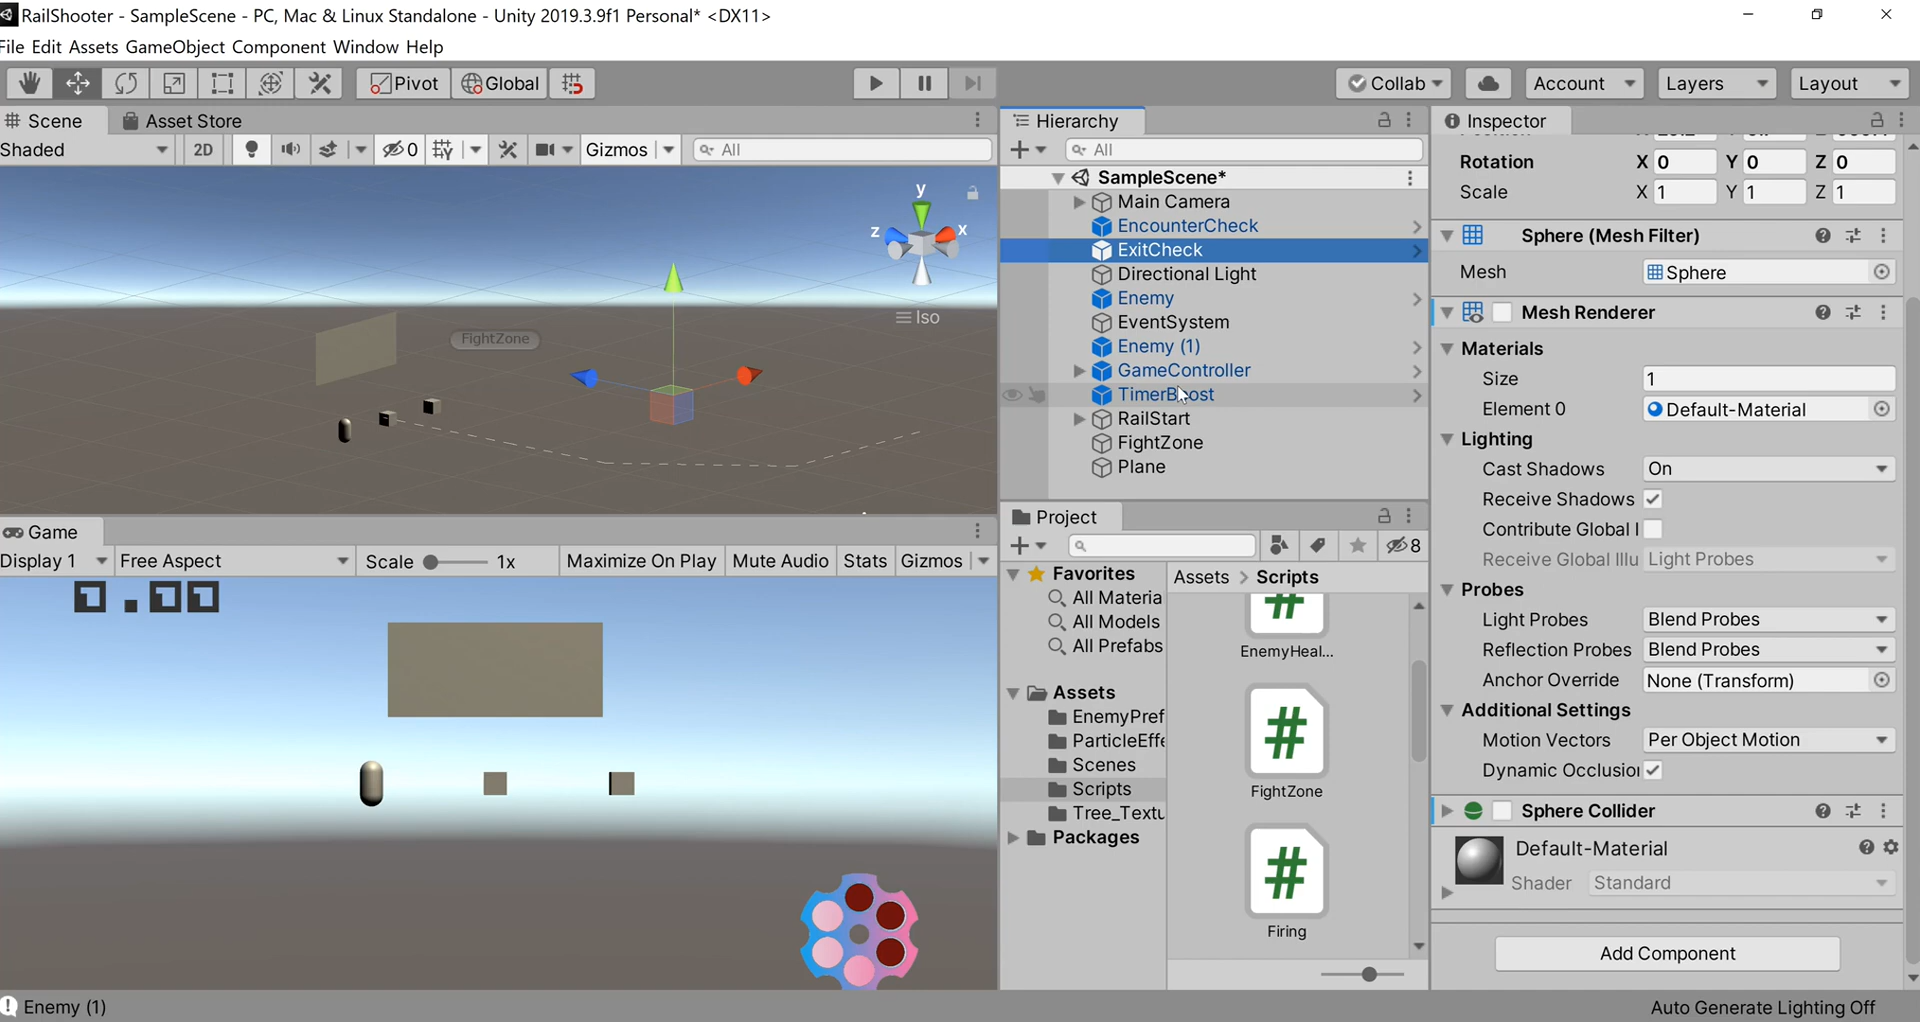 RailShooter - SampleScene - PC, Mac & Linux Standalone - Unity 2019.3.9f1 Personal* <DX11>
File Edit Assets GameObject Component Window Help
Pivot Global Collab Account Layers Layout
Scene Asset Store
Shaded 2D 0 Gizmos All
y
z x
Iso
FightZone
Game
Display 1 Free Aspect Scale 1x Maximize On Play Mute Audio Stats Gizmos
0.00
Hierarchy
All
SampleScene*
Main Camera
EncounterCheck
ExitCheck
Directional Light
Enemy
EventSystem
Enemy (1)
GameController
TimerBoost
RailStart
FightZone
Plane
Project
8
Favorites
All Materia
All Models
All Prefabs
Assets
EnemyPref
ParticleEffe
Scenes
Scripts
Tree_Textu
Packages
Assets > Scripts
EnemyHeal...
FightZone
Firing
Inspector
Rotation X 0 Y 0 Z 0
Scale X 1 Y 1 Z 1
Sphere (Mesh Filter)
Mesh Sphere
Mesh Renderer
Materials
Size 1
Element 0 Default-Material
Lighting
Cast Shadows On
Receive Shadows
Contribute Global I
Receive Global Illu Light Probes
Probes
Light Probes Blend Probes
Reflection Probes Blend Probes
Anchor Override None (Transform)
Additional Settings
Motion Vectors Per Object Motion
Dynamic Occlusion
Sphere Collider
Default-Material
Shader Standard
Add Component
Enemy (1)
Auto Generate Lighting Off